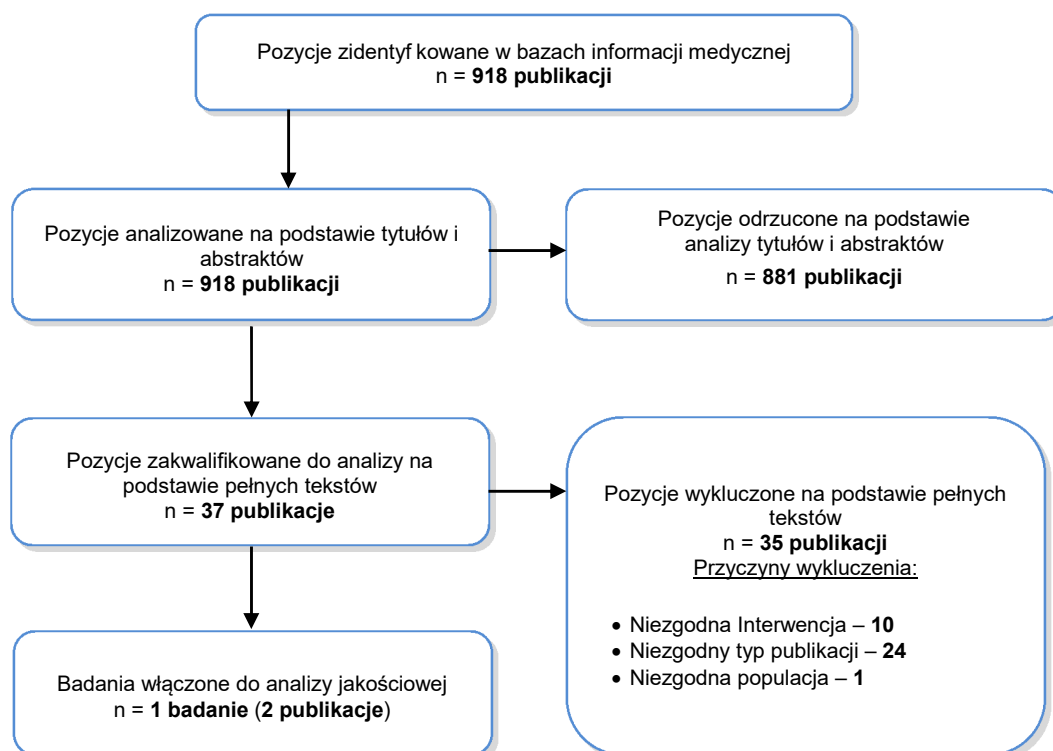 Pozycje zidentyf kowane w bazach informacji medycznej
n = 918 publikacji
Pozycje analizowane na podstawie tytułów i
abstraktów
n = 918 publikacji
Pozycje odrzucone na podstawie
analizy tytułów i abstraktów
n = 881 publikacji
Pozycje zakwalifikowane do analizy na
podstawie pełnych tekstów
n = 37 publikacje
Pozycje wykluczone na podstawie pełnych
tekstów
n = 35 publikacji
Przyczyny wykluczenia:
• Niezgodna Interwencja – 10
• Niezgodny typ publikacji – 24
• Niezgodna populacja – 1
Badania włączone do analizy jakościowej
n = 1 badanie (2 publikacje)